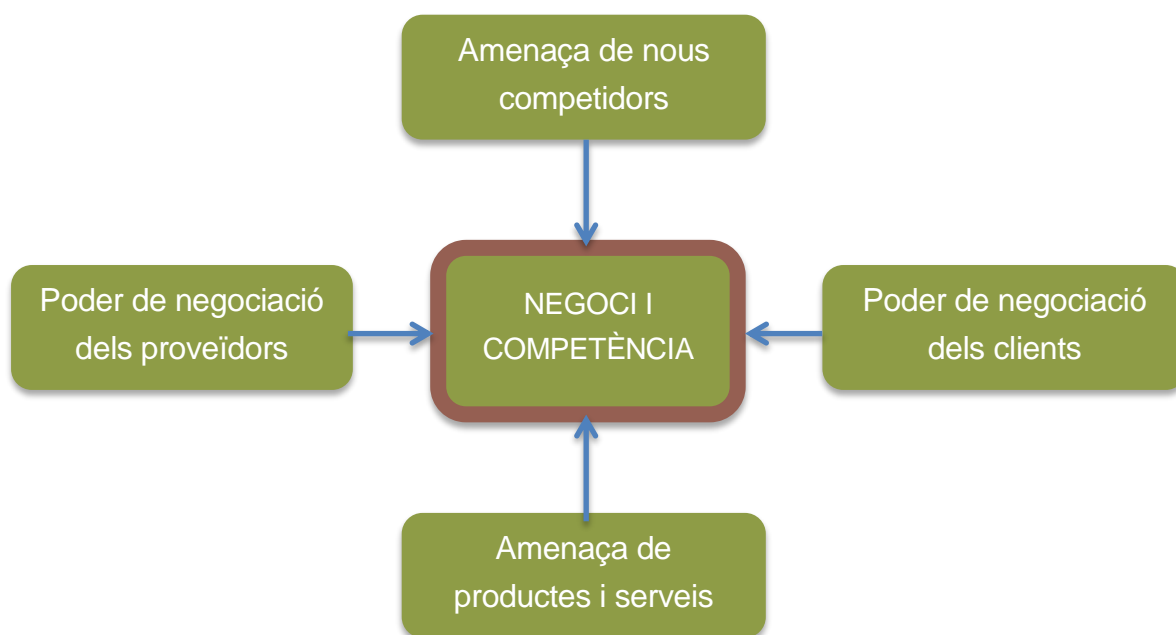 Amenaça de nous
competidors
Poder de negociació
dels proveïdors
NEGOCI I
COMPETÈNCIA
Poder de negociació
dels clients
Amenaça de
productes i serveis